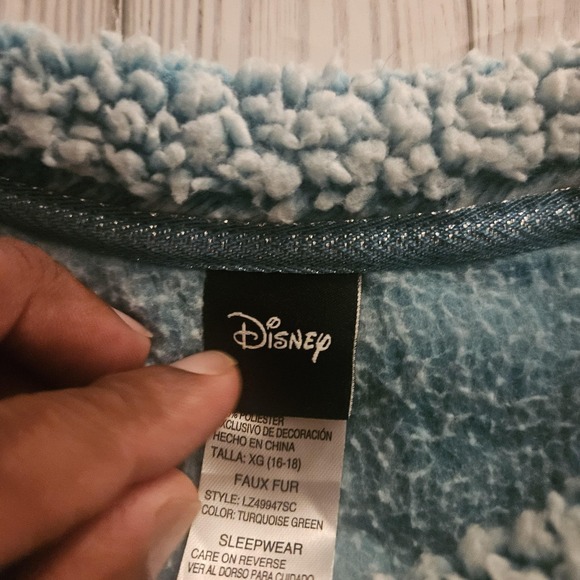 Disney
POLIESTER
EXCLUSIVO DE DECORACIÓN
HECHO EN CHINA
TALLA: XG (16-18)
FAUX FUR
STYLE: LZ49947SC
COLOR: TURQUOISE GREEN
SLEEPWEAR
CARE ON REVERSE
VER AL DORSO PARA CUIDADO